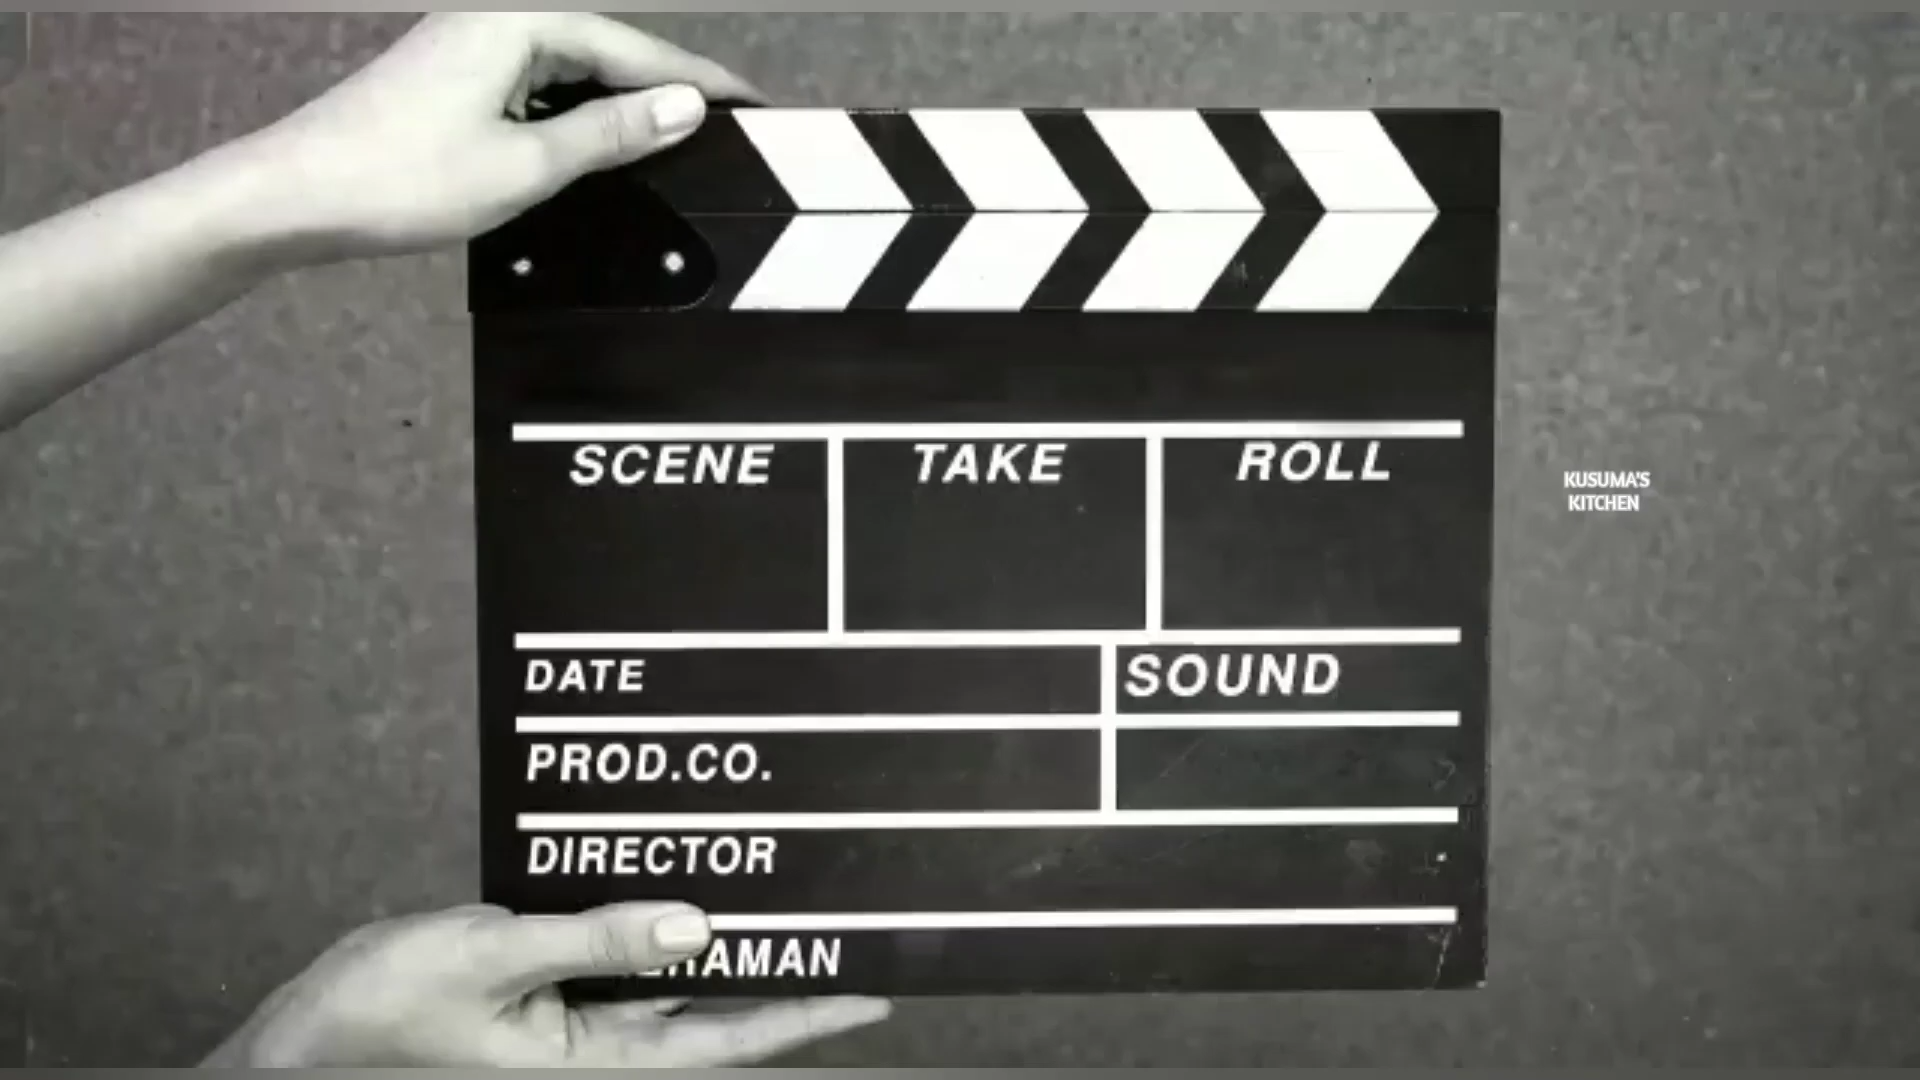 SCENE TAKE ROLL
KUSUMA'S
KITCHEN
DATE SOUND
PROD.CO.
DIRECTOR